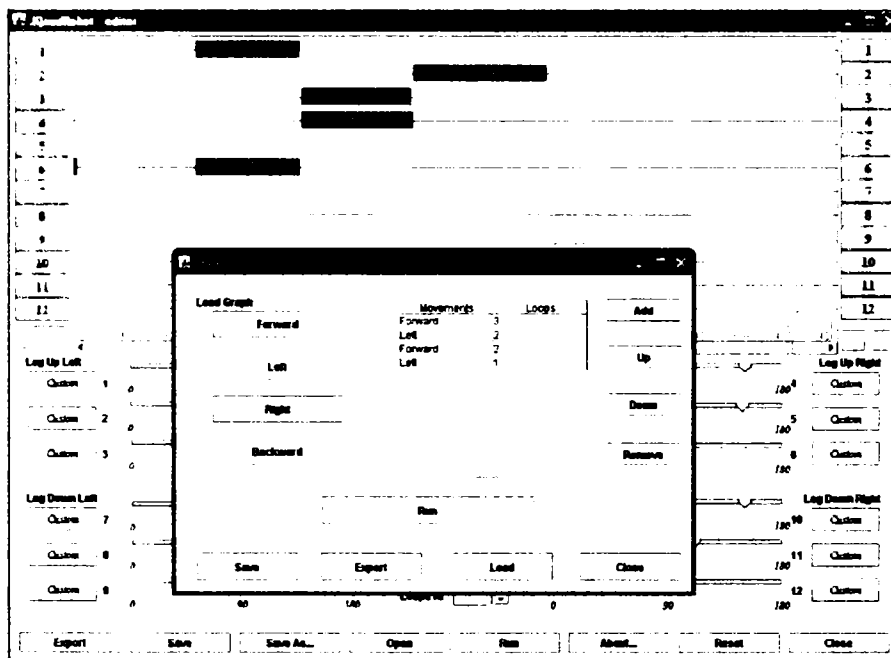 editor
1 1
2 2
3 3
4 4
5 5
6 6
7 7
8 8
9 9
10 10
11 11
12 12
Load Graph Movements Loops Add
Forward Forward 3
Left 2
Forward 2 Up
Left Left 1
Right Down
Backward Remove
Run
Save Export Load Close
Leg Up Left Leg Up Right
Custom 1 0 180 4 Custom
Custom 2 0 180 5 Custom
Custom 3 0 180 6 Custom
Leg Down Left Leg Down Right
Custom 7 0 180 10 Custom
Custom 8 0 180 11 Custom
Custom 9 0 90 0 90 180 12 Custom
Export Save Save As... Open Run About... Reset Close